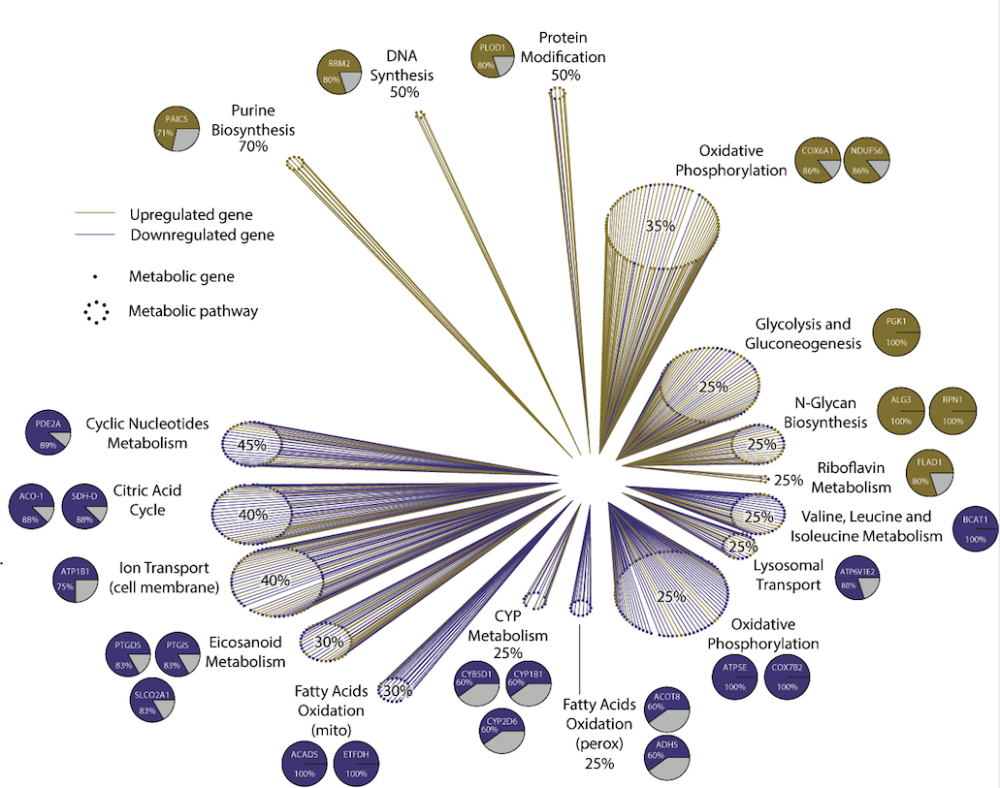 Protein
Modification
50%
PLOD1
80%
DNA
Synthesis
50%
RRM2
80%
Purine
Biosynthesis
70%
PAICS
71%
Oxidative
Phosphorylation
COX6A1
86%
NDUFS6
86%
35%
Upregulated gene
Downregulated gene
Metabolic gene
Metabolic pathway
Glycolysis and
Gluconeogenesis
PGK1
100%
25%
N-Glycan
Biosynthesis
ALG3
100%
RPN1
100%
25%
Riboflavin
Metabolism
FLAD1
80%
25%
Valine, Leucine and
Isoleucine Metabolism
BCAT1
100%
25%
Lysosomal
Transport
ATP6V1E2
80%
25%
Oxidative
Phosphorylation
ATP5E
100%
COX7B2
100%
25%
Cyclic Nucleotides
Metabolism
PDE2A
89%
45%
Citric Acid
Cycle
ACO-1
88%
SDH-D
88%
40%
Ion Transport
(cell membrane)
ATP1B1
75%
40%
Eicosanoid
Metabolism
PTGDS
83%
PTGIS
83%
SLCO2A1
83%
30%
Fatty Acids
Oxidation
(mito)
ACADS
100%
ETFDH
100%
30%
CYP
Metabolism
25%
CYB5D1
60%
CYP1B1
60%
CYP2D6
60%
Fatty Acids
Oxidation
(perox)
25%
ACOT8
60%
ADH5
60%